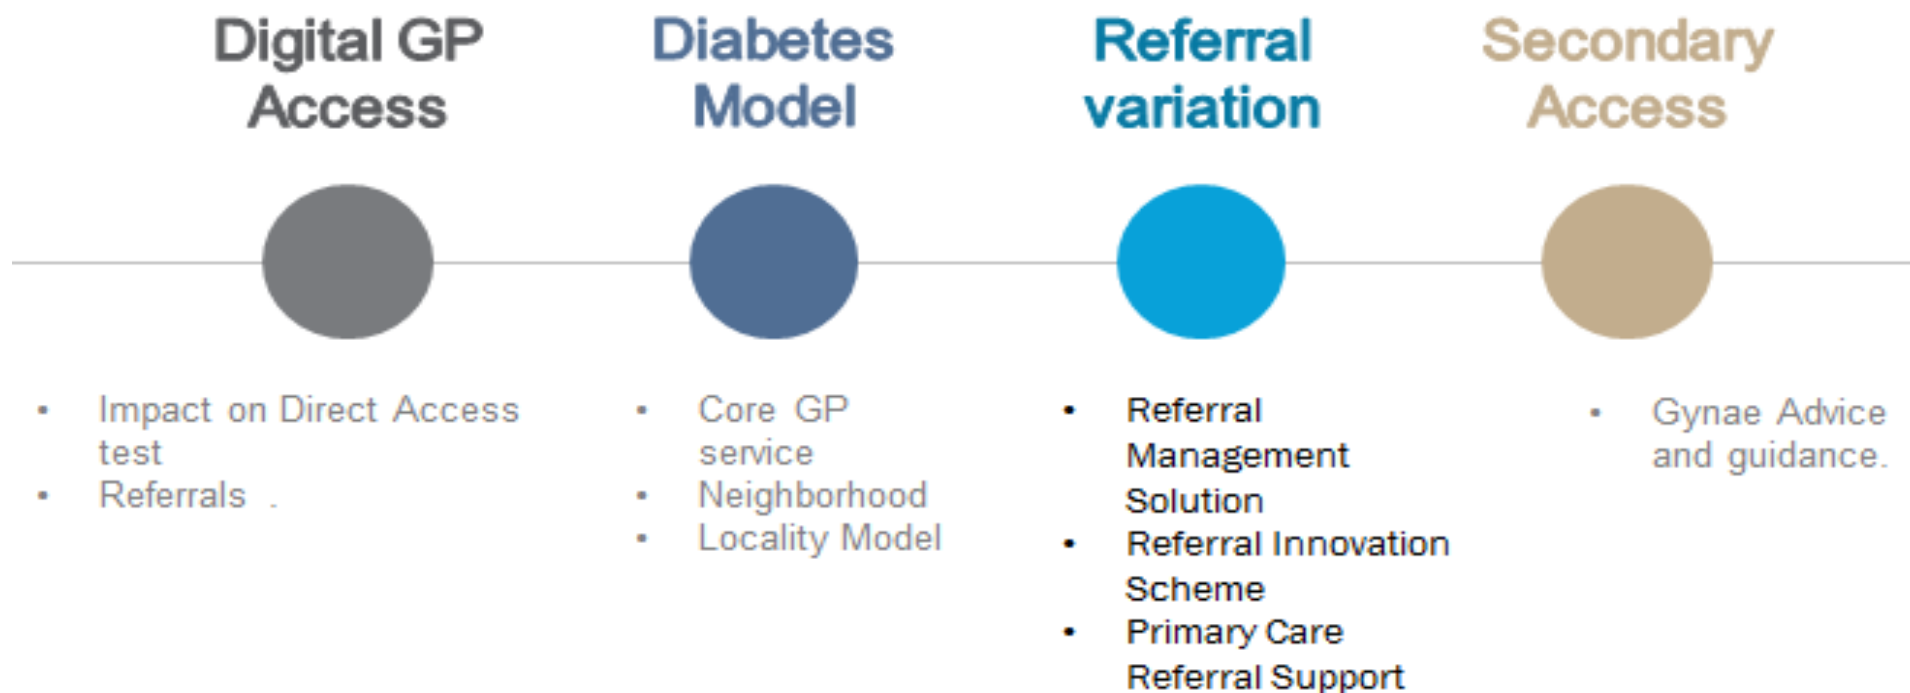 Digital GP
Access
Diabetes
Model
Referral
variation
Secondary
Access
• Impact on Direct Access
test
• Referrals .
• Core GP
service
• Neighborhood
• Locality Model
• Referral
Management
Solution
• Referral Innovation
Scheme
• Primary Care
Referral Support
• Gynae Advice
and guidance.